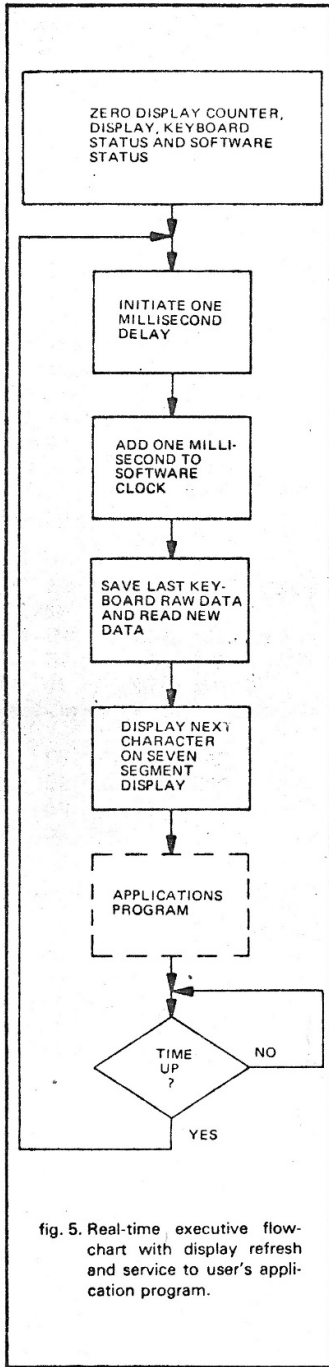 ZERO DISPLAY COUNTER,
DISPLAY, KEYBOARD
STATUS AND SOFTWARE
STATUS
INITIATE ONE
MILLISECOND
DELAY
ADD ONE MILLI-
SECOND TO
SOFTWARE
CLOCK
SAVE LAST KEY-
BOARD RAW DATA
AND READ NEW
DATA
DISPLAY NEXT
CHARACTER
ON SEVEN
SEGMENT
DISPLAY
APPLICATIONS
PROGRAM
TIME
UP
?
NO
YES
fig. 5. Real-time executive flow-
chart with display refresh
and service to user's appli-
cation program.